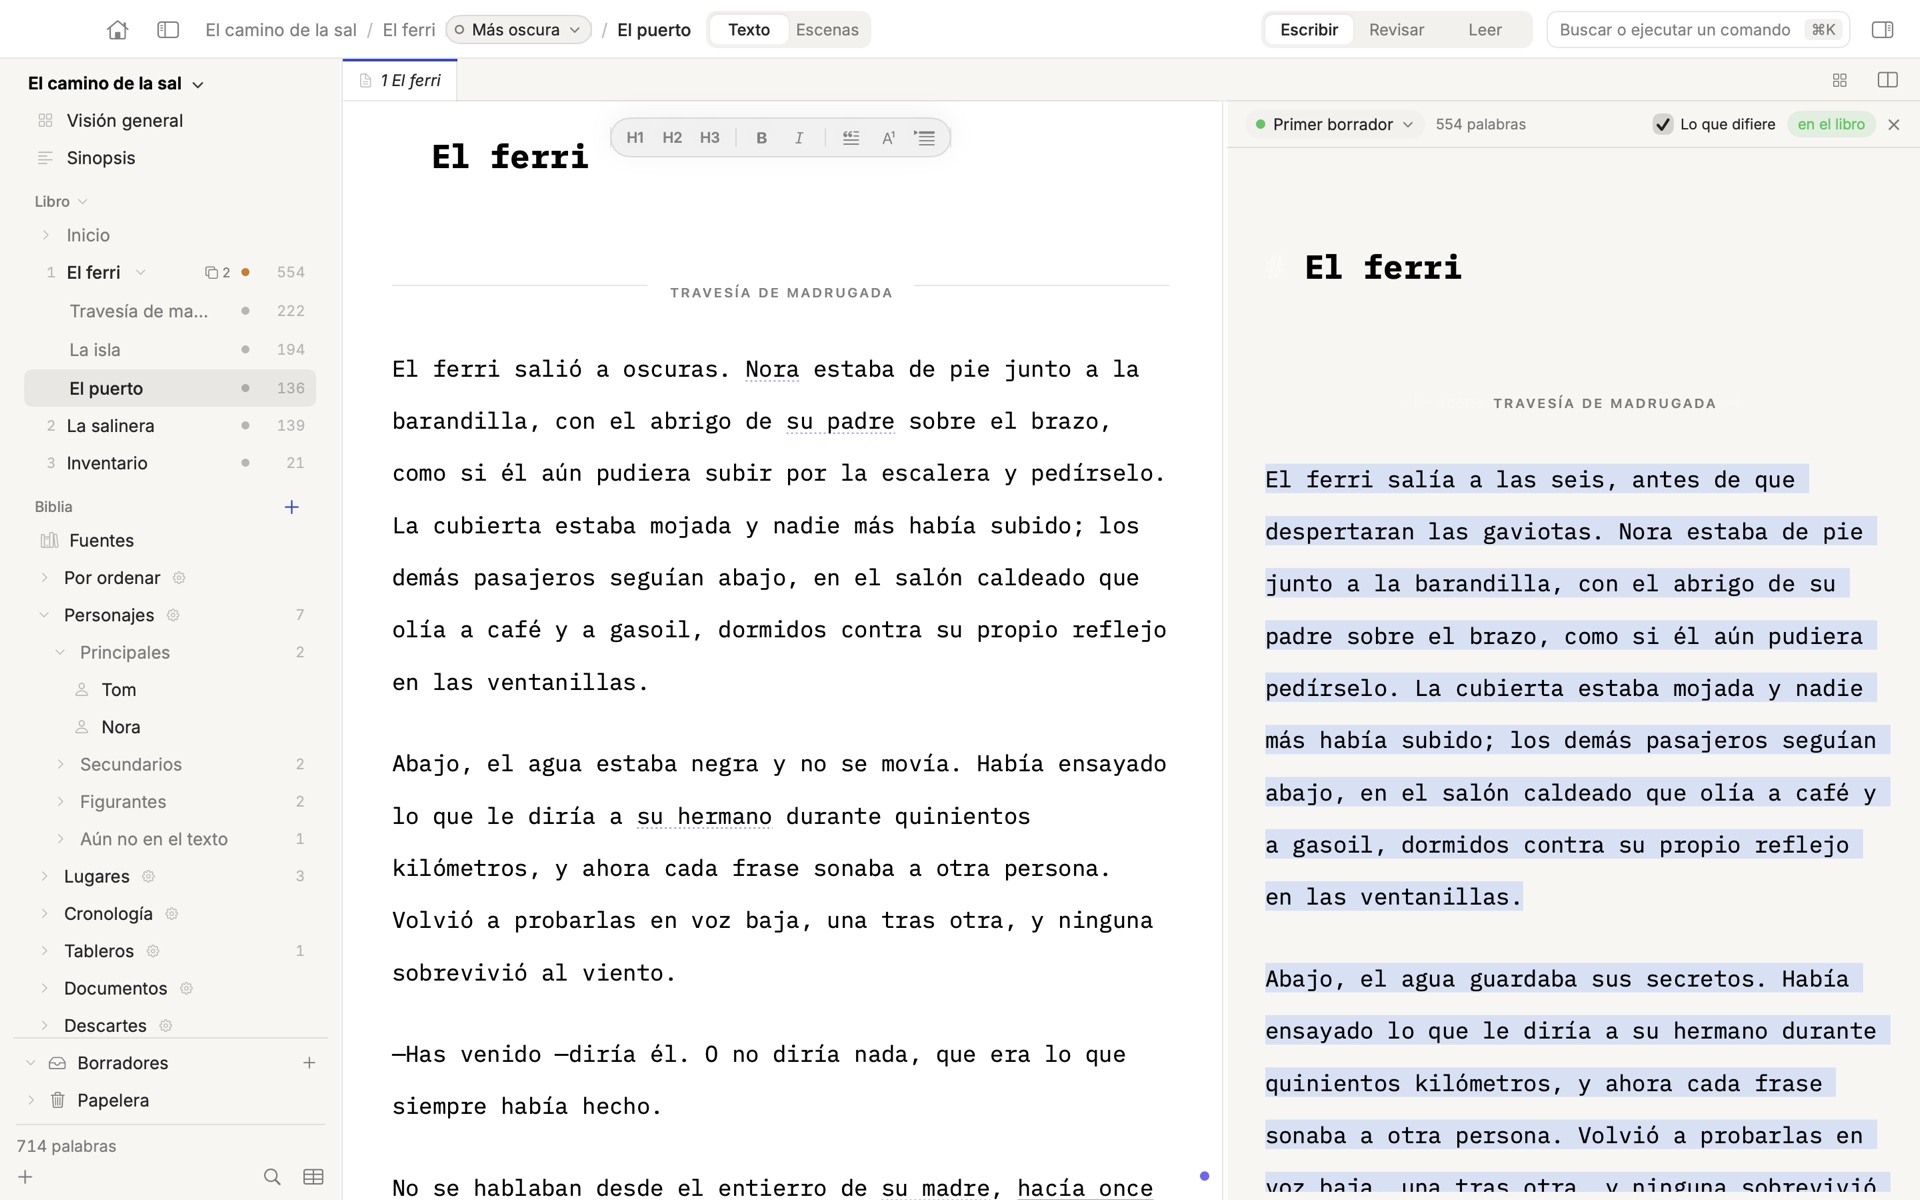 El camino de la sal / El ferri Más oscura / El puerto Texto Escenas Escribir Revisar Leer Buscar o ejecutar un comando ⌘K
El camino de la sal
Visión general
Sinopsis
Libro
Inicio
1 El ferri 2 554
Travesía de ma... 222
La isla 194
El puerto 136
2 La salinera 139
3 Inventario 21
Biblia
Fuentes
Por ordenar
Personajes 7
Principales 2
Tom
Nora
Secundarios 2
Figurantes 2
Aún no en el texto 1
Lugares 3
Cronología
Tableros 1
Documentos
Descartes
Borradores
Papelera
714 palabras
1 El ferri
H1 H2 H3 B I A¹
El ferri
TRAVESÍA DE MADRUGADA
El ferri salió a oscuras. Nora estaba de pie junto a la
barandilla, con el abrigo de su padre sobre el brazo,
como si él aún pudiera subir por la escalera y pedírselo.
La cubierta estaba mojada y nadie más había subido; los
demás pasajeros seguían abajo, en el salón caldeado que
olía a café y a gasoil, dormidos contra su propio reflejo
en las ventanillas.
Abajo, el agua estaba negra y no se movía. Había ensayado
lo que le diría a su hermano durante quinientos
kilómetros, y ahora cada frase sonaba a otra persona.
Volvió a probarlas en voz baja, una tras otra, y ninguna
sobrevivió al viento.
—Has venido —diría él. O no diría nada, que era lo que
siempre había hecho.
No se hablaban desde el entierro de su madre, hacía once
Primer borrador 554 palabras Lo que difiere en el libro
# El ferri
TRAVESÍA DE MADRUGADA
El ferri salía a las seis, antes de que
despertaran las gaviotas. Nora estaba de pie
junto a la barandilla, con el abrigo de su
padre sobre el brazo, como si él aún pudiera
pedírselo. La cubierta estaba mojada y nadie
más había subido; los demás pasajeros seguían
abajo, en el salón caldeado que olía a café y
a gasoil, dormidos contra su propio reflejo
en las ventanillas.
Abajo, el agua guardaba sus secretos. Había
ensayado lo que le diría a su hermano durante
quinientos kilómetros, y ahora cada frase
sonaba a otra persona. Volvió a probarlas en
voz baja, una tras otra, y ninguna sobrevivió